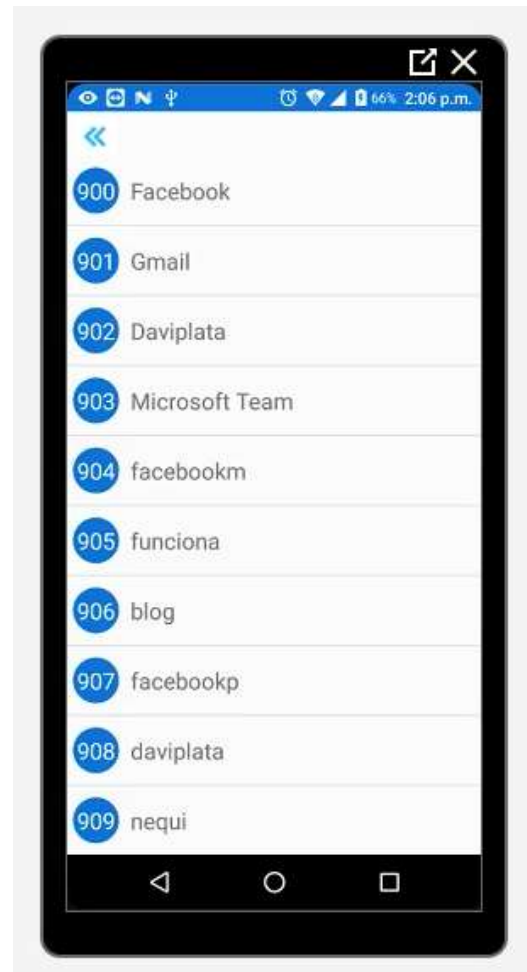 66% 2:06 p.m.
900 Facebook
901 Gmail
902 Daviplata
903 Microsoft Team
904 facebookm
905 funciona
906 blog
907 facebookp
908 daviplata
909 nequi